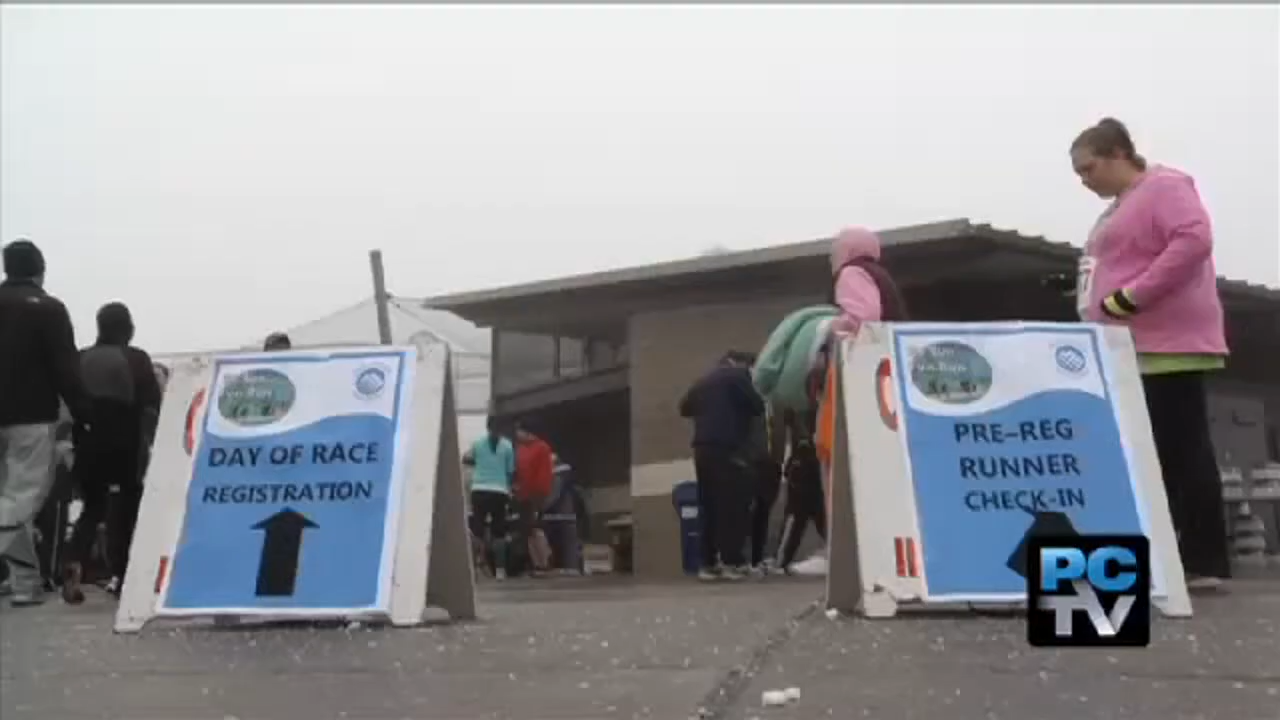 DAY OF RACE
REGISTRATION
PRE-REG
RUNNER
CHECK-IN
PC
TV